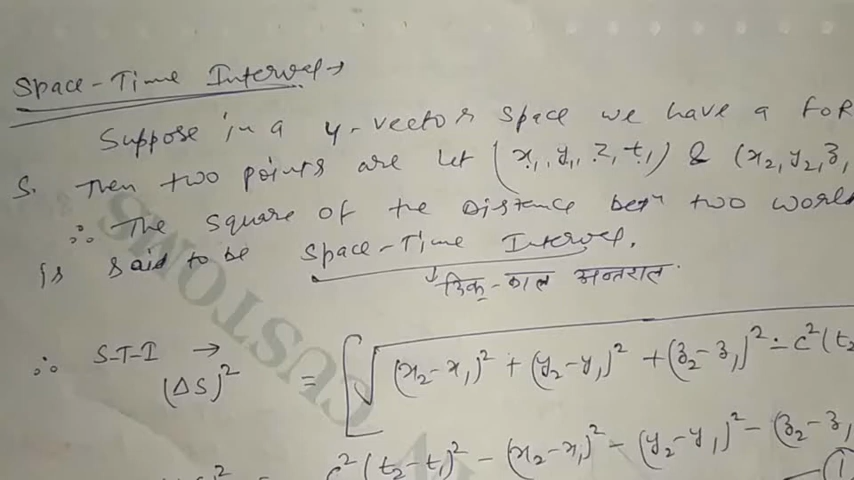 Space-Time Interval →
Suppose in a 4-vector space we have a FOR
S. Then two points are let (x₁, y₁, z₁, t₁) & (x₂, y₂, z₂,
∴ The square of the Distance betⁿ two world
is said to be Space-Time Interval.
↓ दिक्-काल अन्तराल.
∴ S-T-I →
(ΔS)² = [√(x₂-x₁)² + (y₂-y₁)² + (z₂-z₁)² - c²(t₂
= c²(t₂-t₁)² - (x₂-x₁)² - (y₂-y₁)² - (z₂-z₁
①
CUSTOMS